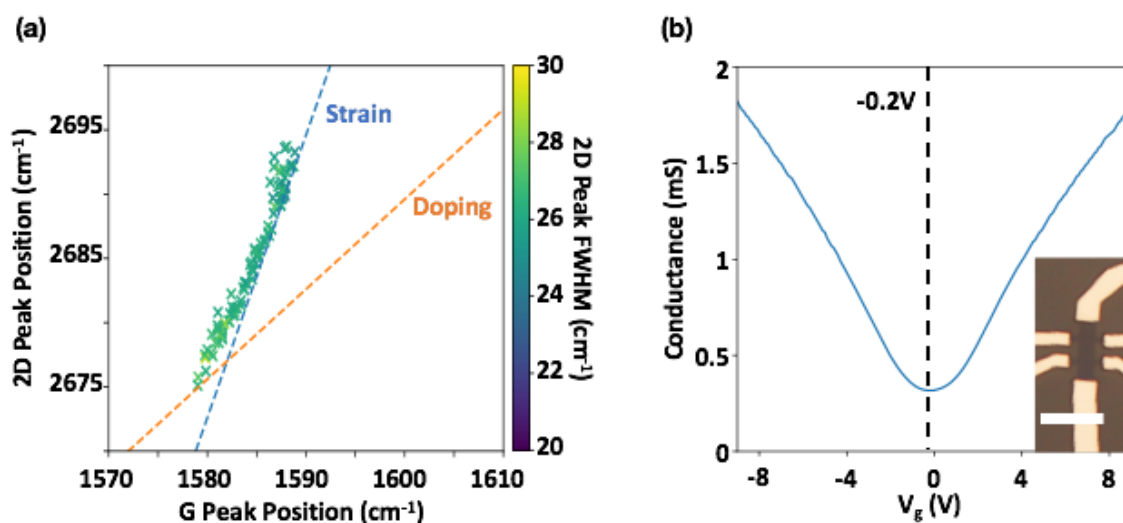 (a)
2D Peak Position (cm⁻¹)
2695
2685
2675
Strain
Doping
1570
1580
1590
1600
1610
G Peak Position (cm⁻¹)
30
28
26
24
22
20
2D Peak FWHM (cm⁻¹)
(b)
Conductance (mS)
2
1.5
1
0.5
0
-0.2V
-8
-4
0
4
8
Vg (V)